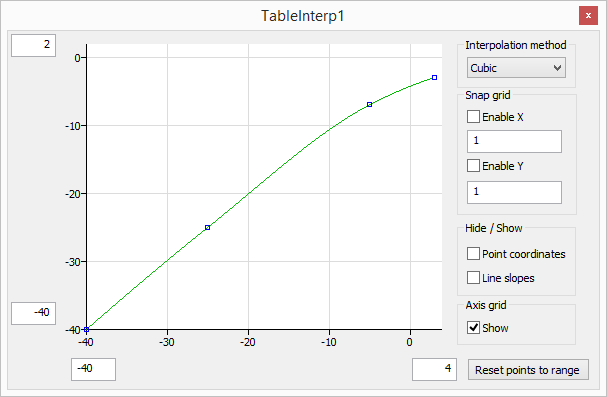 TableInterp1
x
2
0
-10
-20
-30
-40
-40
-40
-30
-20
-10
0
-40
4
Interpolation method
Cubic
Snap grid
Enable X
1
Enable Y
1
Hide / Show
Point coordinates
Line slopes
Axis grid
Show
Reset points to range